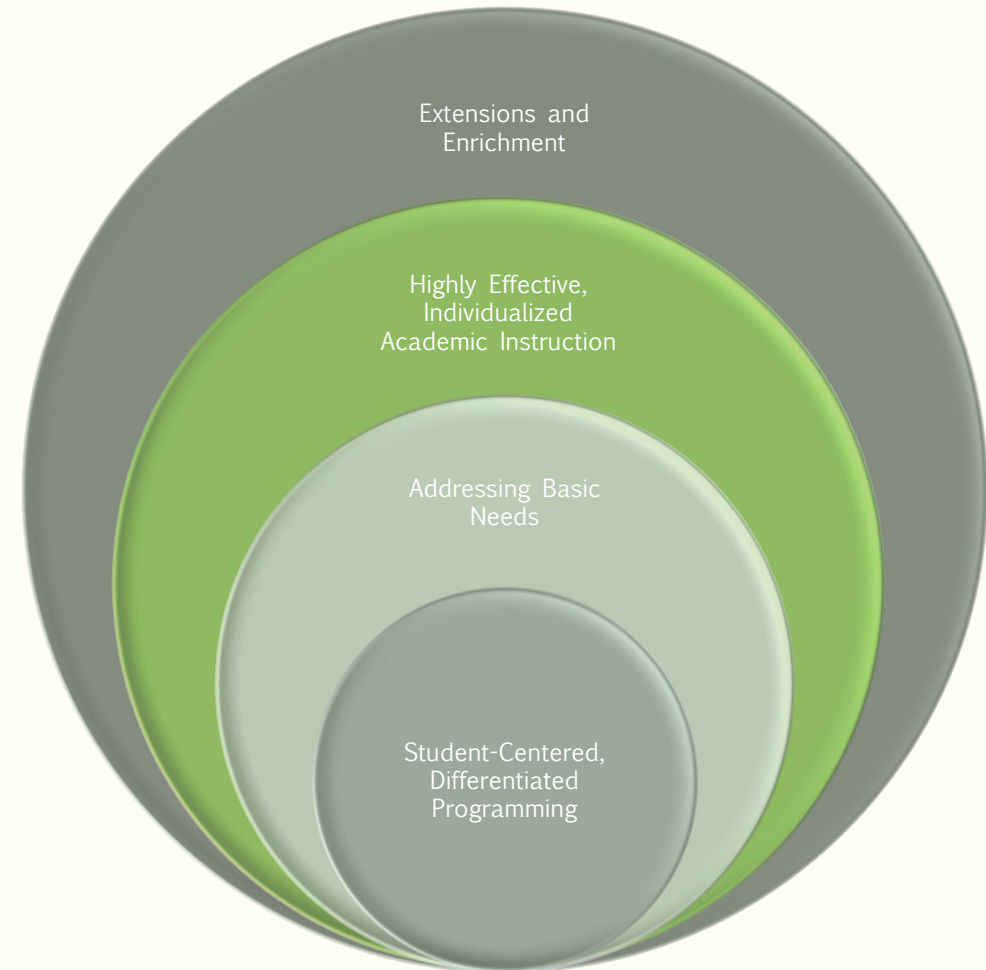 Extensions and
Enrichment
Highly Effective,
Individualized
Academic Instruction
Addressing Basic
Needs
Student-Centered,
Differentiated
Programming